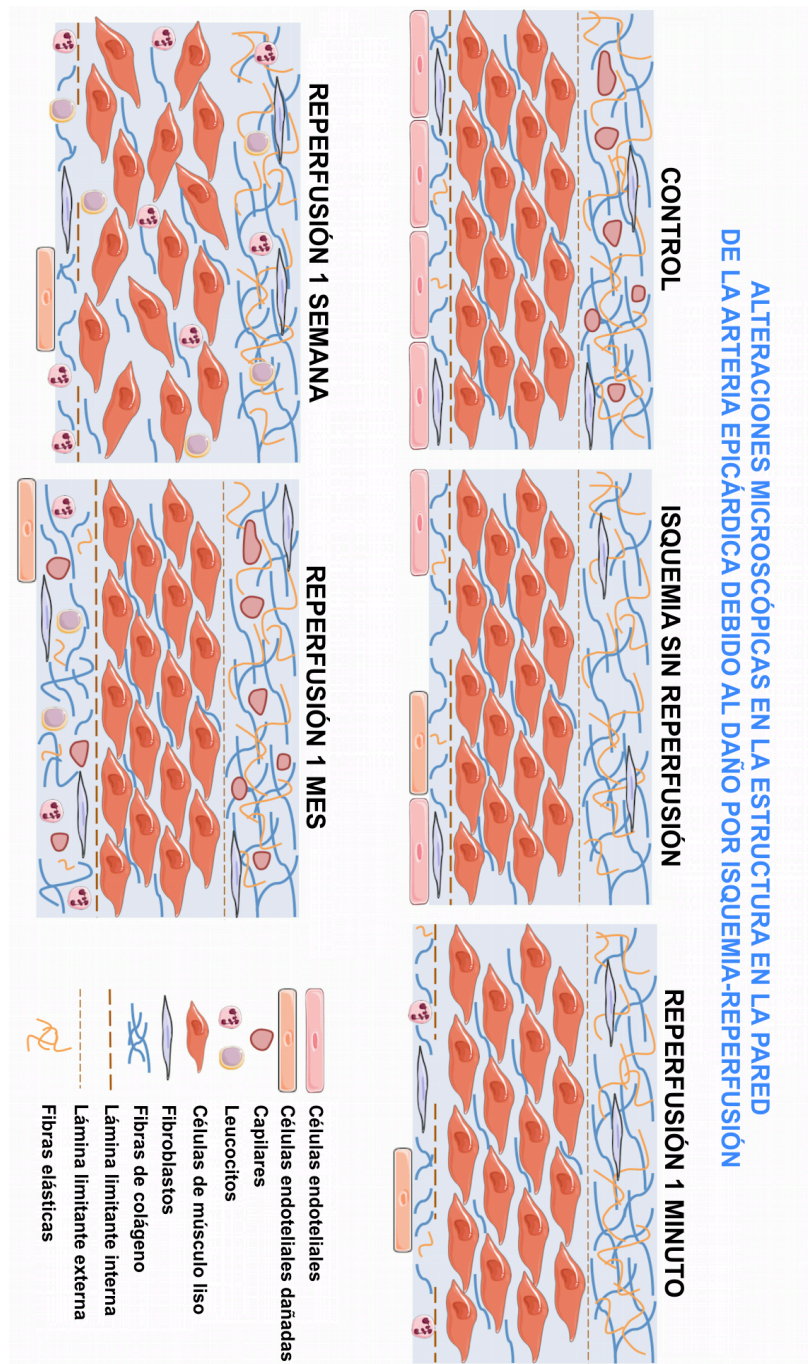 ALTERACIONES MICROSCÓPICAS EN LA ESTRUCTURA EN LA PARED
DE LA ARTERIA EPICÁRDICA DEBIDO AL DAÑO POR ISQUEMIA-REPERFUSIÓN
CONTROL
ISQUEMIA SIN REPERFUSIÓN
REPERFUSIÓN 1 MINUTO
REPERFUSIÓN 1 SEMANA
REPERFUSIÓN 1 MES
Células endoteliales
Células endoteliales dañadas
Capilares
Leucocitos
Células de músculo liso
Fibroblastos
Fibras de colágeno
Lámina limitante interna
Lámina limitante externa
Fibras elásticas